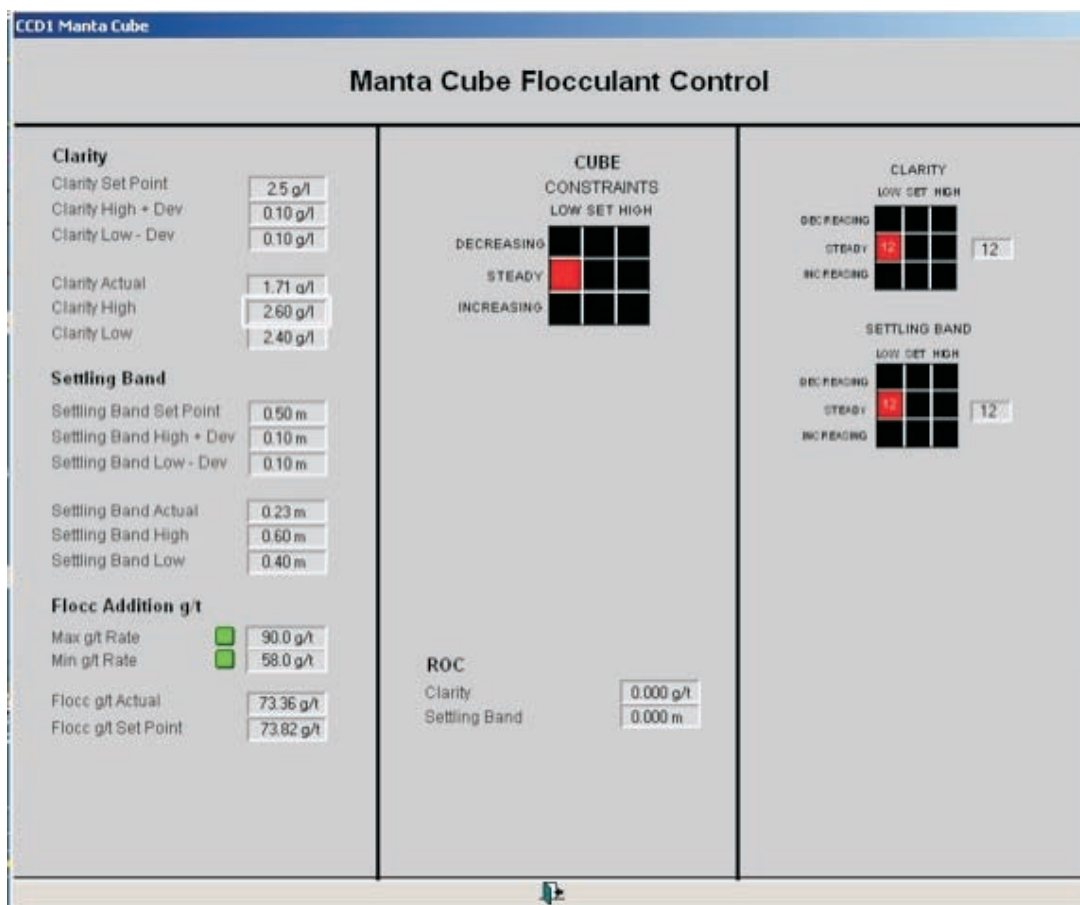 CCD1 Manta Cube
Manta Cube Flocculant Control
Clarity
Clarity Set Point 2.5 g/l
Clarity High + Dev 0.10 g/l
Clarity Low - Dev 0.10 g/l
Clarity Actual 1.71 g/l
Clarity High 2.60 g/l
Clarity Low 2.40 g/l
Settling Band
Settling Band Set Point 0.50 m
Settling Band High + Dev 0.10 m
Settling Band Low - Dev 0.10 m
Settling Band Actual 0.23 m
Settling Band High 0.60 m
Settling Band Low 0.40 m
Flocc Addition g/t
Max g/t Rate 90.0 g/t
Min g/t Rate 58.0 g/t
Flocc g/t Actual 73.36 g/t
Flocc g/t Set Point 73.82 g/t
CUBE
CONSTRAINTS
LOW SET HIGH
DECREASING
STEADY
INCREASING
ROC
Clarity 0.000 g/t
Settling Band 0.000 m
CLARITY
LOW SET HIGH
DECREASING
STEADY 12 12
INCREASING
SETTLING BAND
LOW SET HIGH
DECREASING
STEADY 12 12
INCREASING